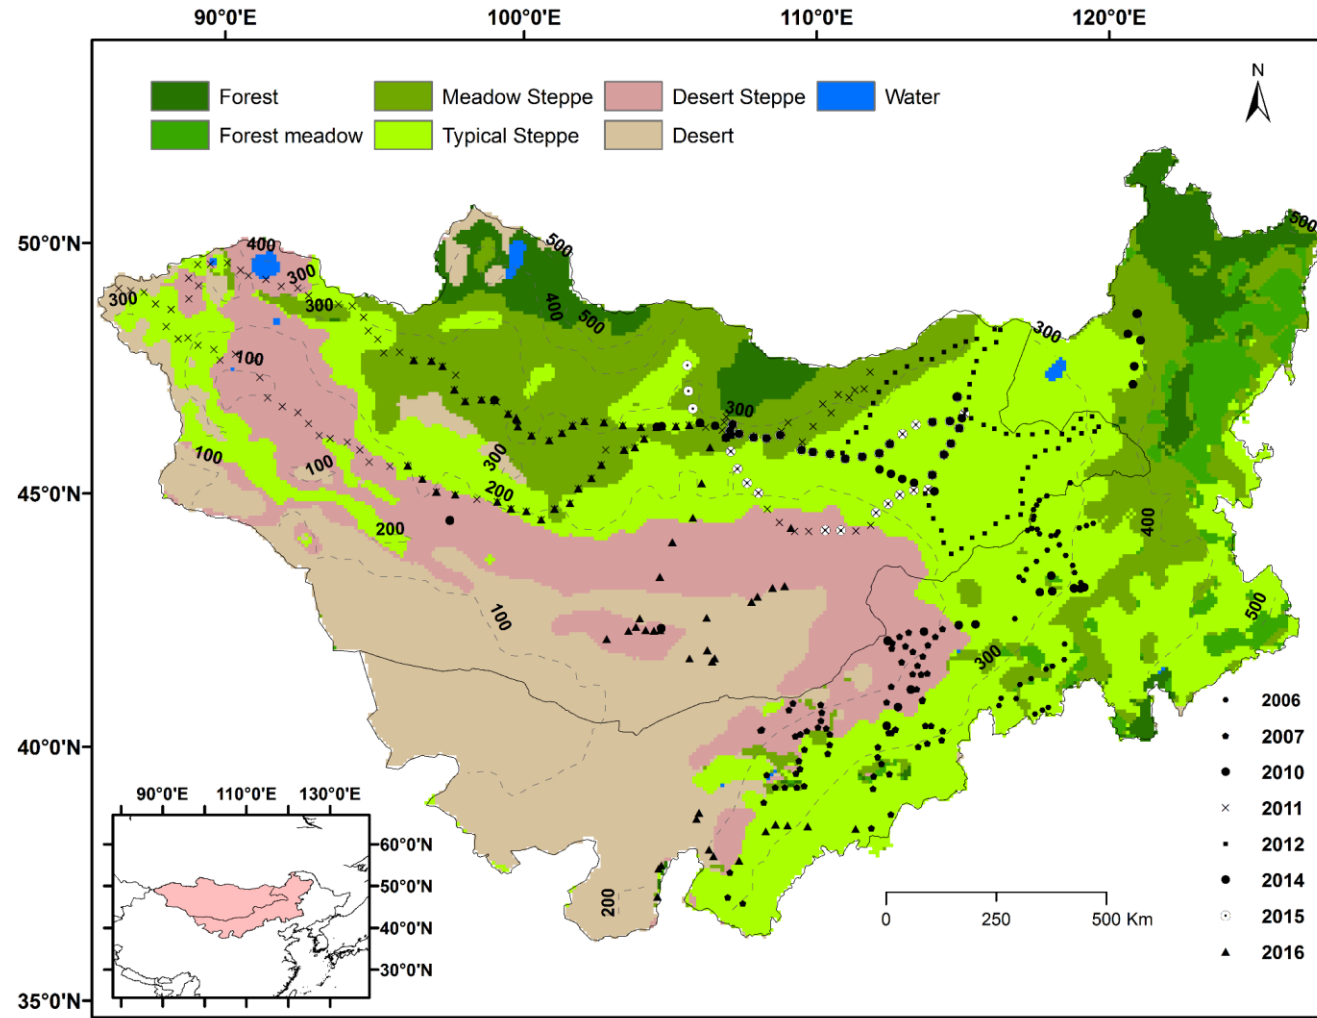 90°0'E 100°0'E 110°0'E 120°0'E
N
Forest Meadow Steppe Desert Steppe Water
Forest meadow Typical Steppe Desert
50°0'N
45°0'N
40°0'N
35°0'N
500
500
400
300
300
300
400
500
300
100
300
300
400
100
100
200
200
100
300
500
200
2006
2007
2010
2011
2012
2014
2015
2016
0 250 500 Km
90°0'E 110°0'E 130°0'E
60°0'N
50°0'N
40°0'N
30°0'N